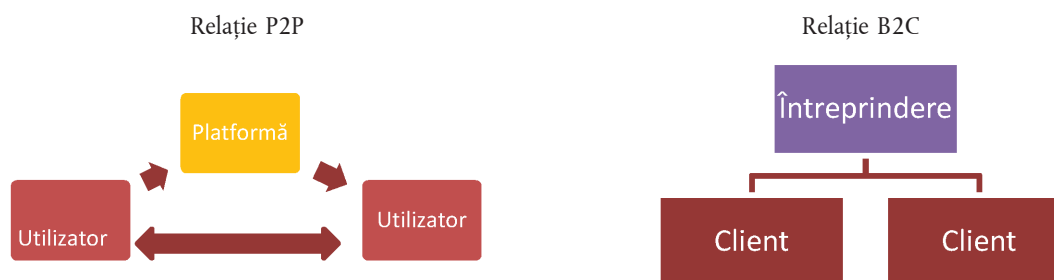 Relație P2P
Platformă
Utilizator
Utilizator
Relație B2C
Întreprindere
Client
Client